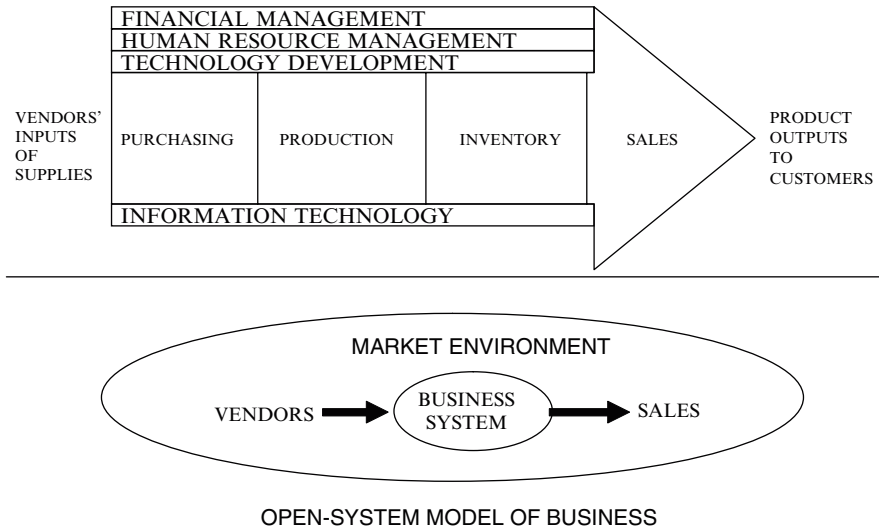 FINANCIAL MANAGEMENT
HUMAN RESOURCE MANAGEMENT
TECHNOLOGY DEVELOPMENT
VENDORS'
INPUTS
OF
SUPPLIES
PURCHASING
PRODUCTION
INVENTORY
SALES
PRODUCT
OUTPUTS
TO
CUSTOMERS
INFORMATION TECHNOLOGY
MARKET ENVIRONMENT
VENDORS
BUSINESS
SYSTEM
SALES
OPEN-SYSTEM MODEL OF BUSINESS